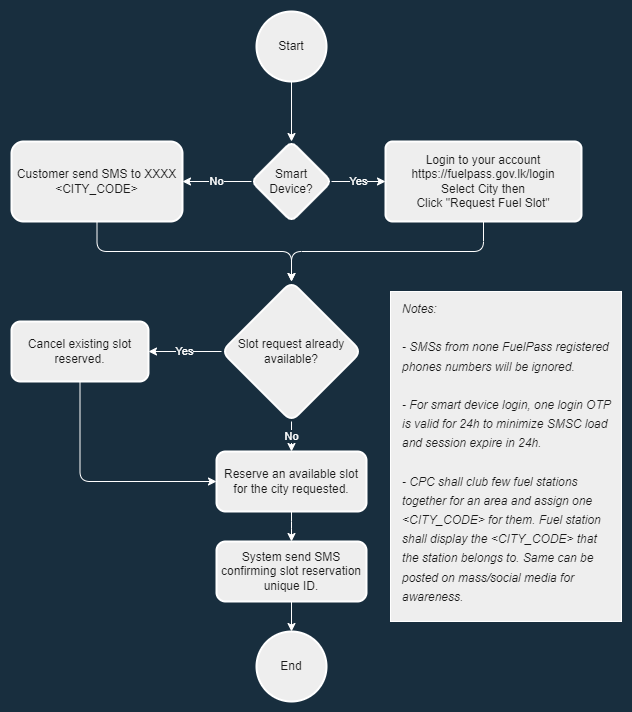 Start
Smart
Device?
No
Yes
Customer send SMS to XXXX
<CITY_CODE>
Login to your account
https://fuelpass.gov.lk/login
Select City then
Click "Request Fuel Slot"
Slot request already
available?
Yes
No
Cancel existing slot
reserved.
Reserve an available slot
for the city requested.
System send SMS
confirming slot reservation
unique ID.
End
Notes:
- SMSs from none FuelPass registered
phones numbers will be ignored.
- For smart device login, one login OTP
is valid for 24h to minimize SMSC load
and session expire in 24h.
- CPC shall club few fuel stations
together for an area and assign one
<CITY_CODE> for them. Fuel station
shall display the <CITY_CODE> that
the station belongs to. Same can be
posted on mass/social media for
awareness.